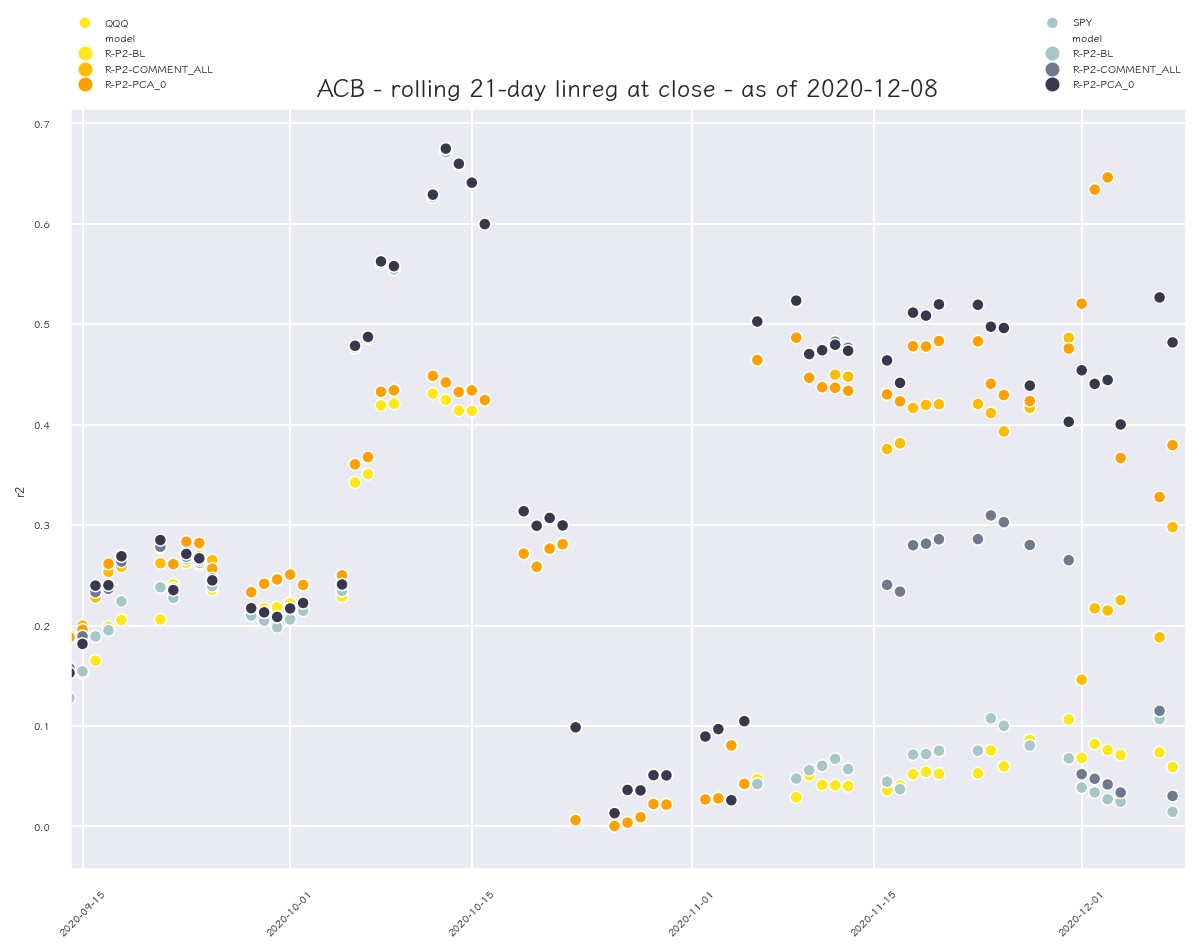 QQQ
model
R-P2-BL
R-P2-COMMENT_ALL
R-P2-PCA_0
SPY
model
R-P2-BL
R-P2-COMMENT_ALL
R-P2-PCA_0
ACB - rolling 21-day linreg at close - as of 2020-12-08
0.7
0.6
0.5
0.4
0.3
0.2
0.1
0.0
r2
2020-09-15
2020-10-01
2020-10-15
2020-11-01
2020-11-15
2020-12-01